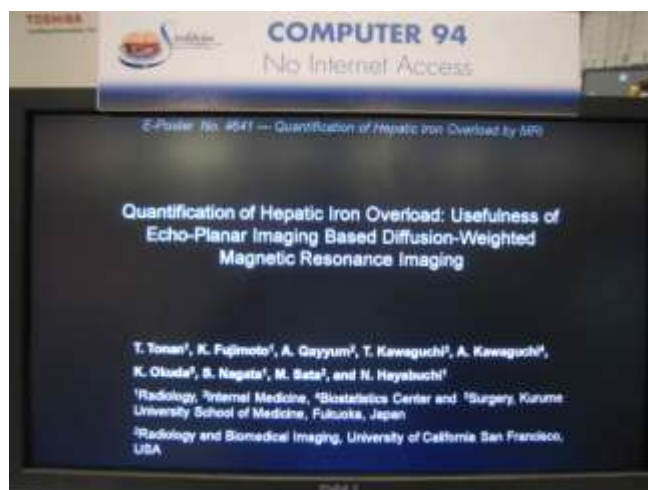 TOSHIBA
COMPUTER 94
No Internet Access
E-Poster No. 4641 — Quantification of Hepatic Iron Overload by MRI
Quantification of Hepatic Iron Overload: Usefulness of
Echo-Planar Imaging Based Diffusion-Weighted
Magnetic Resonance Imaging
T. Tonan¹, K. Fujimoto¹, A. Qayyum², T. Kawaguchi³, A. Kawaguchi⁴,
K. Okuda⁵, S. Nagata¹, M. Sata³, and N. Hayabuchi¹
¹Radiology, ³Internal Medicine, ⁴Biostatistics Center and ⁵Surgery, Kurume
University School of Medicine, Fukuoka, Japan
²Radiology and Biomedical Imaging, University of California San Francisco,
USA